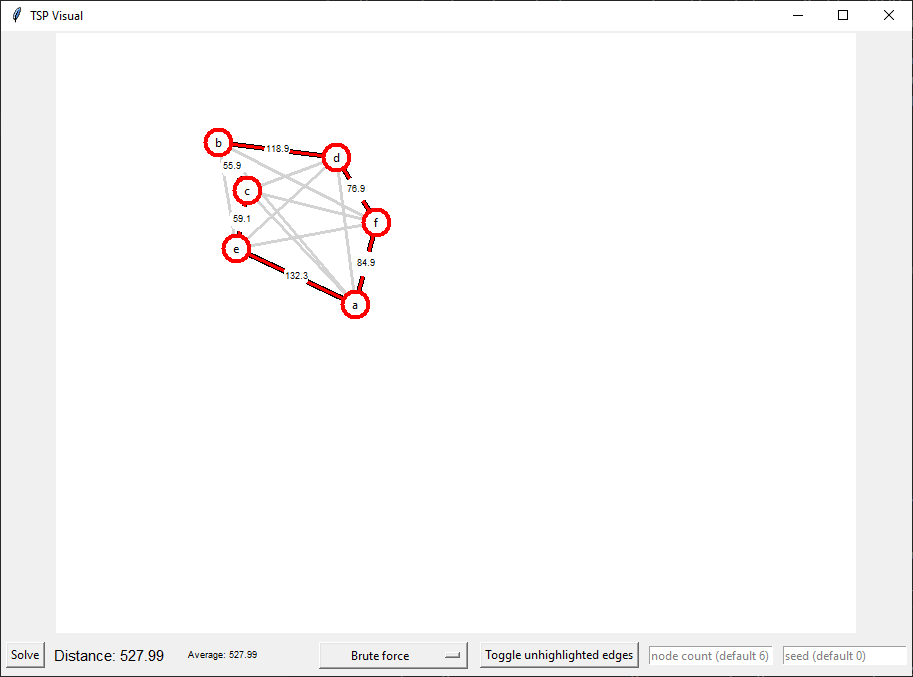 TSP Visual
b
118.9
d
55.9
76.9
c
59.1
f
e
84.9
132.3
a
Solve
Distance: 527.99
Average: 527.99
Brute force
Toggle unhighlighted edges
node count (default 6)
seed (default 0)